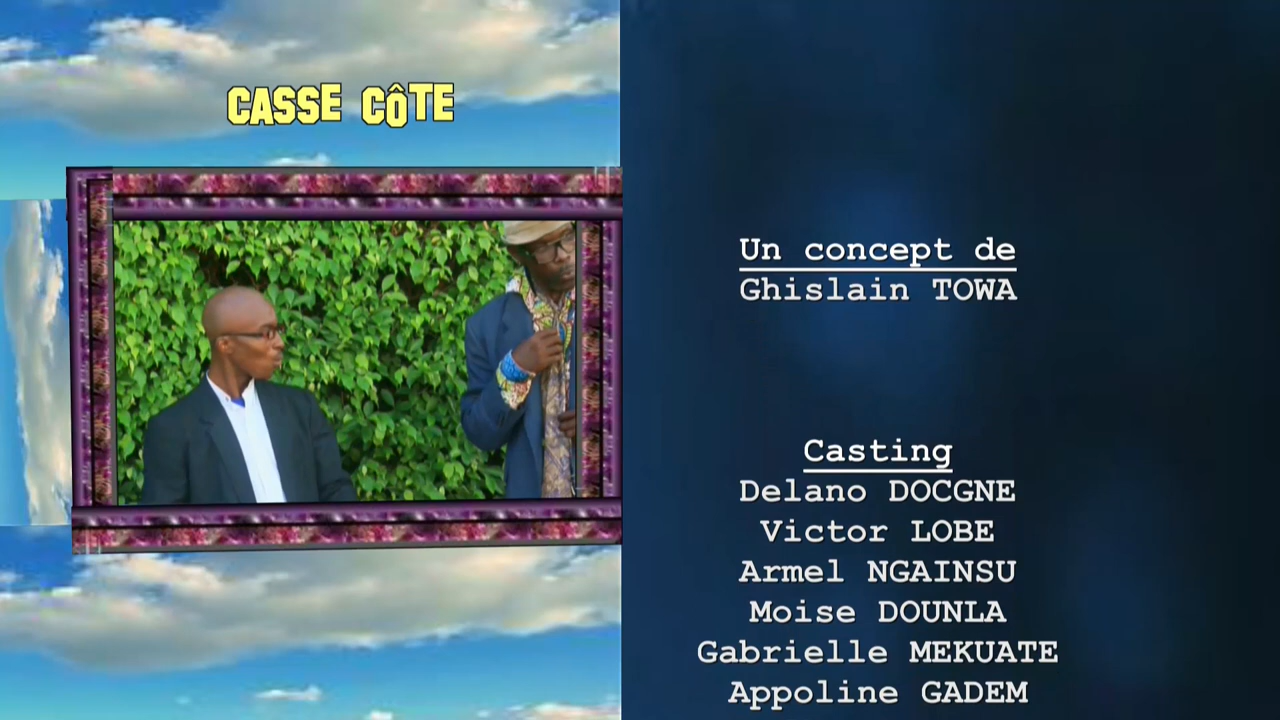 CASSE CÔTE
Un concept de
Ghislain TOWA
Casting
Delano DOCGNE
Victor LOBE
Armel NGAINSU
Moise DOUNLA
Gabrielle MEKUATE
Appoline GADEM